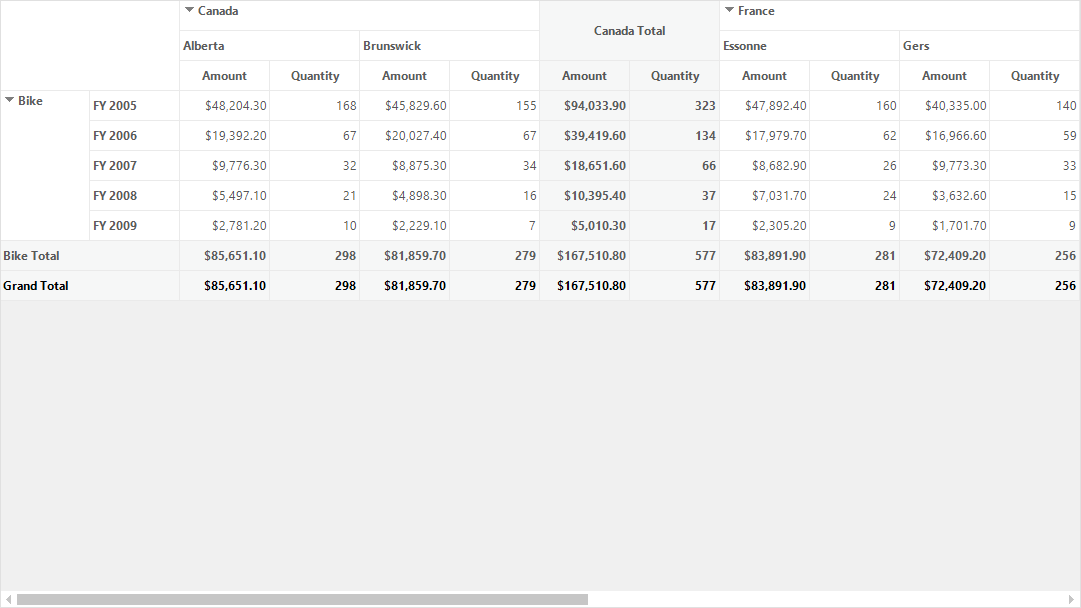 Canada Canada Total France
Alberta Brunswick Essonne Gers
Amount Quantity Amount Quantity Amount Quantity Amount Quantity Amount Quantity
Bike FY 2005 $48,204.30 168 $45,829.60 155 $94,033.90 323 $47,892.40 160 $40,335.00 140
FY 2006 $19,392.20 67 $20,027.40 67 $39,419.60 134 $17,979.70 62 $16,966.60 59
FY 2007 $9,776.30 32 $8,875.30 34 $18,651.60 66 $8,682.90 26 $9,773.30 33
FY 2008 $5,497.10 21 $4,898.30 16 $10,395.40 37 $7,031.70 24 $3,632.60 15
FY 2009 $2,781.20 10 $2,229.10 7 $5,010.30 17 $2,305.20 9 $1,701.70 9
Bike Total $85,651.10 298 $81,859.70 279 $167,510.80 577 $83,891.90 281 $72,409.20 256
Grand Total $85,651.10 298 $81,859.70 279 $167,510.80 577 $83,891.90 281 $72,409.20 256